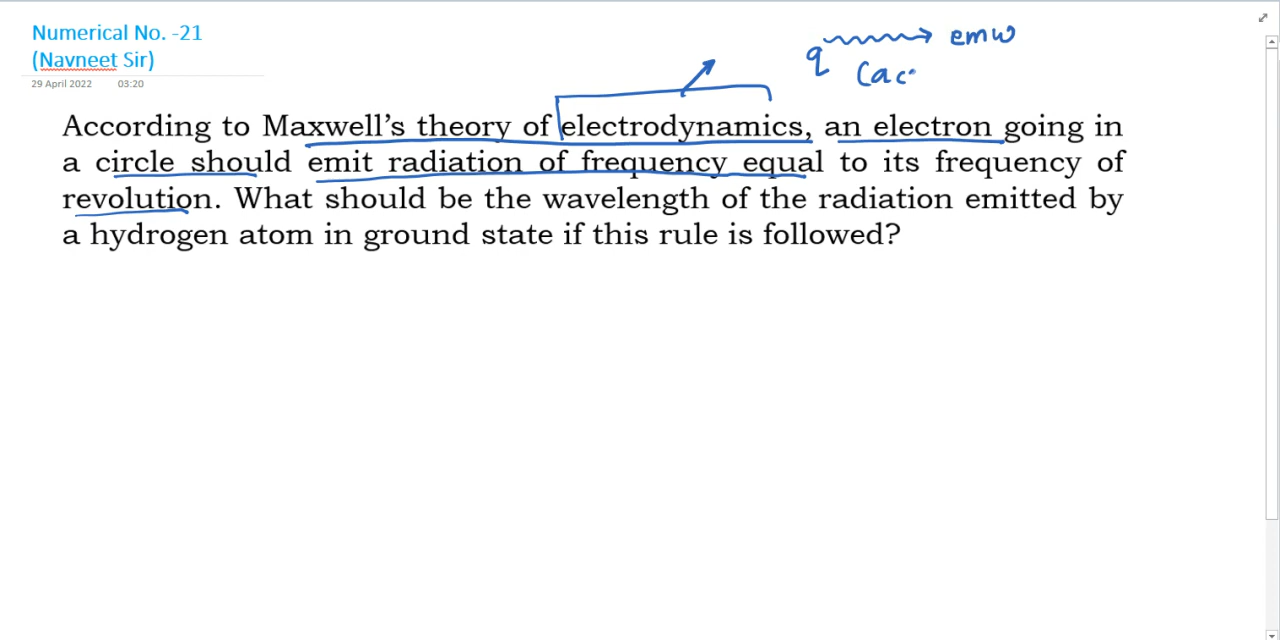 Numerical No. -21
(Navneet Sir)
29 April 2022 03:20
q → emw
(ac
According to Maxwell's theory of electrodynamics, an electron going in
a circle should emit radiation of frequency equal to its frequency of
revolution. What should be the wavelength of the radiation emitted by
a hydrogen atom in ground state if this rule is followed?